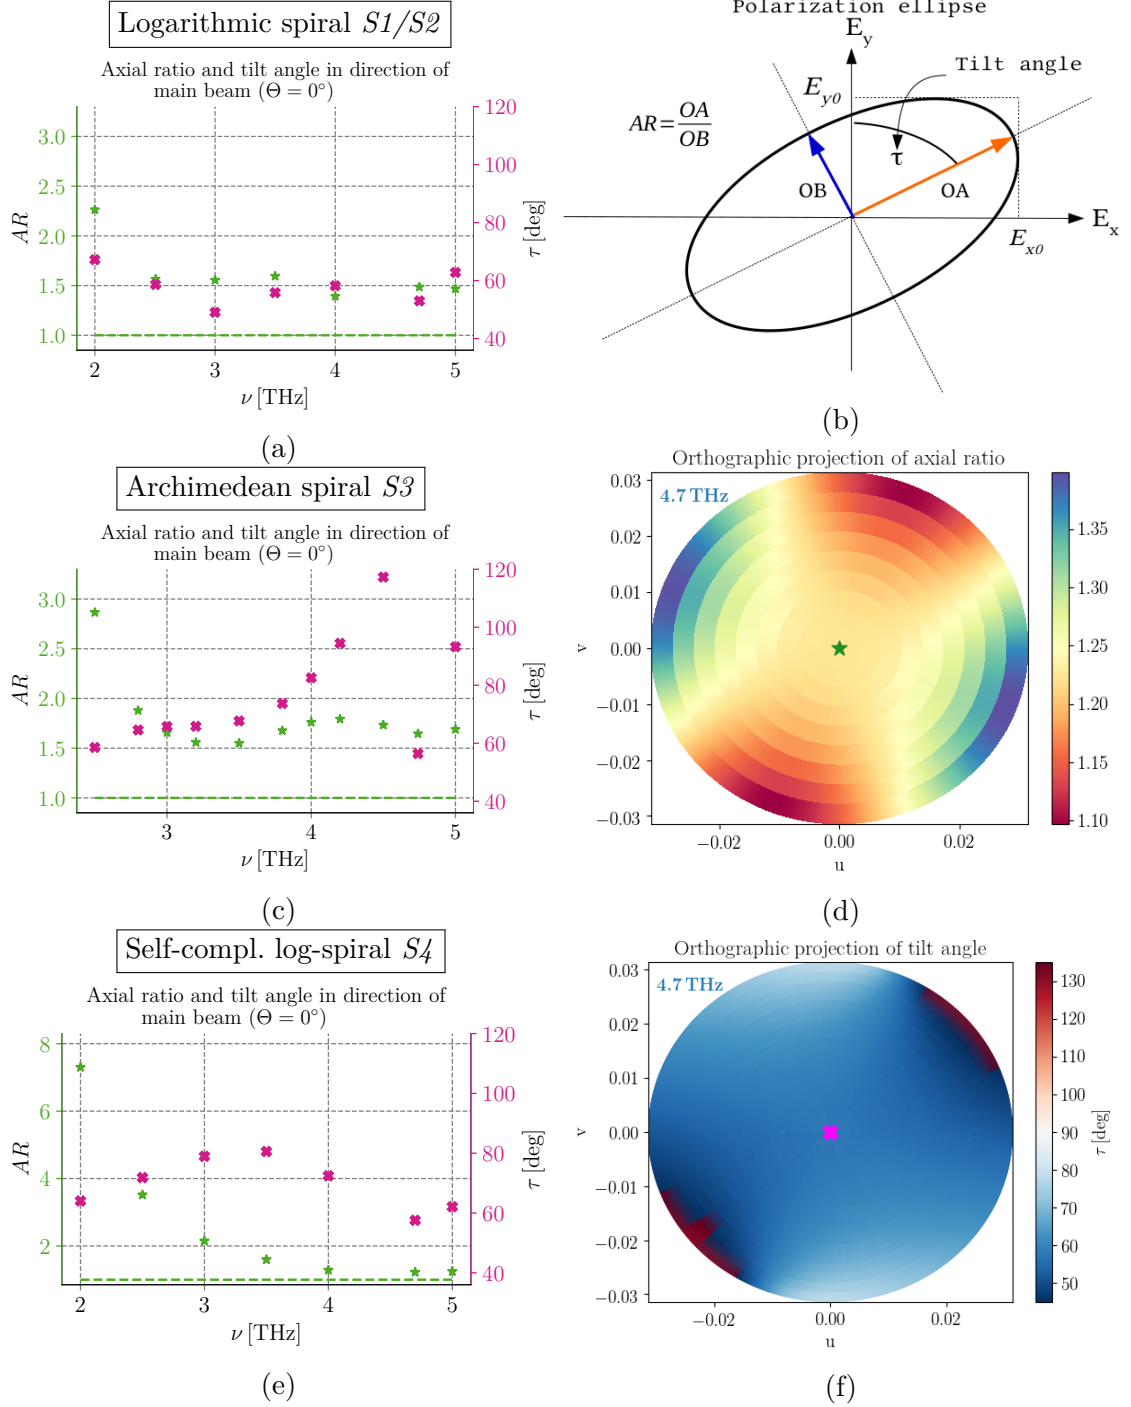 Logarithmic spiral S1/S2
Axial ratio and tilt angle in direction of
main beam (Θ = 0°)
3.0
2.5
2.0
1.5
1.0
AR
120
100
80
60
40
τ [deg]
2
3
4
5
ν [THz]
(a)
Polarization ellipse
E_y
Tilt angle
E_y0
AR = OA/OB
τ
OB
OA
E_x
E_x0
(b)
Archimedean spiral S3
Axial ratio and tilt angle in direction of
main beam (Θ = 0°)
3.0
2.5
2.0
1.5
1.0
AR
120
100
80
60
40
τ [deg]
3
4
5
ν [THz]
(c)
Orthographic projection of axial ratio
4.7 THz
0.03
0.02
0.01
0.00
−0.01
−0.02
−0.03
v
−0.02
0.00
0.02
u
1.35
1.30
1.25
1.20
1.15
1.10
(d)
Self-compl. log-spiral S4
Axial ratio and tilt angle in direction of
main beam (Θ = 0°)
8
6
4
2
AR
120
100
80
60
40
τ [deg]
2
3
4
5
ν [THz]
(e)
Orthographic projection of tilt angle
4.7 THz
0.03
0.02
0.01
0.00
−0.01
−0.02
−0.03
v
−0.02
0.00
0.02
u
130
120
110
100
90
80
70
60
50
τ [deg]
(f)